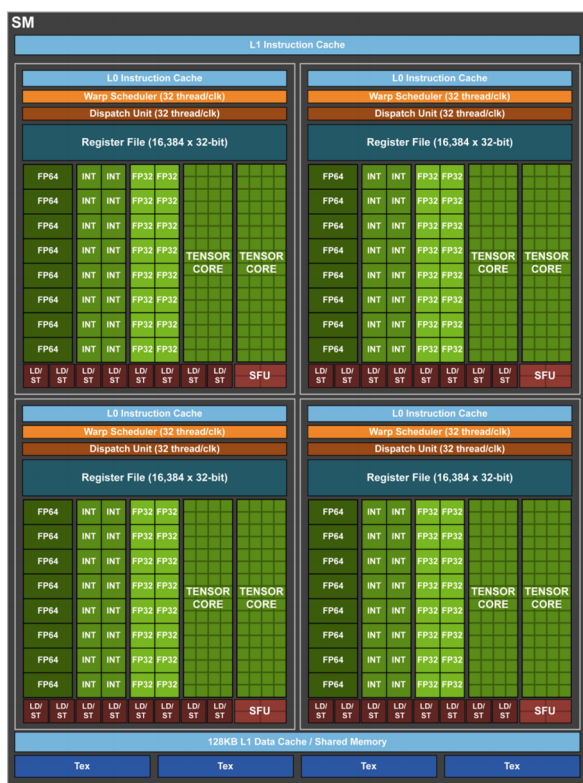 SM
L1 Instruction Cache
L0 Instruction Cache
Warp Scheduler (32 thread/clk)
Dispatch Unit (32 thread/clk)
Register File (16,384 x 32-bit)
FP64 INT INT FP32 FP32
FP64 INT INT FP32 FP32
FP64 INT INT FP32 FP32
FP64 INT INT FP32 FP32
TENSOR CORE TENSOR CORE
FP64 INT INT FP32 FP32
FP64 INT INT FP32 FP32
FP64 INT INT FP32 FP32
FP64 INT INT FP32 FP32
LD/ST LD/ST LD/ST LD/ST LD/ST LD/ST LD/ST LD/ST SFU
L0 Instruction Cache
Warp Scheduler (32 thread/clk)
Dispatch Unit (32 thread/clk)
Register File (16,384 x 32-bit)
FP64 INT INT FP32 FP32
FP64 INT INT FP32 FP32
FP64 INT INT FP32 FP32
FP64 INT INT FP32 FP32
TENSOR CORE TENSOR CORE
FP64 INT INT FP32 FP32
FP64 INT INT FP32 FP32
FP64 INT INT FP32 FP32
FP64 INT INT FP32 FP32
LD/ST LD/ST LD/ST LD/ST LD/ST LD/ST LD/ST LD/ST SFU
L0 Instruction Cache
Warp Scheduler (32 thread/clk)
Dispatch Unit (32 thread/clk)
Register File (16,384 x 32-bit)
FP64 INT INT FP32 FP32
FP64 INT INT FP32 FP32
FP64 INT INT FP32 FP32
FP64 INT INT FP32 FP32
TENSOR CORE TENSOR CORE
FP64 INT INT FP32 FP32
FP64 INT INT FP32 FP32
FP64 INT INT FP32 FP32
FP64 INT INT FP32 FP32
LD/ST LD/ST LD/ST LD/ST LD/ST LD/ST LD/ST LD/ST SFU
L0 Instruction Cache
Warp Scheduler (32 thread/clk)
Dispatch Unit (32 thread/clk)
Register File (16,384 x 32-bit)
FP64 INT INT FP32 FP32
FP64 INT INT FP32 FP32
FP64 INT INT FP32 FP32
FP64 INT INT FP32 FP32
TENSOR CORE TENSOR CORE
FP64 INT INT FP32 FP32
FP64 INT INT FP32 FP32
FP64 INT INT FP32 FP32
FP64 INT INT FP32 FP32
LD/ST LD/ST LD/ST LD/ST LD/ST LD/ST LD/ST LD/ST SFU
128KB L1 Data Cache / Shared Memory
Tex Tex Tex Tex